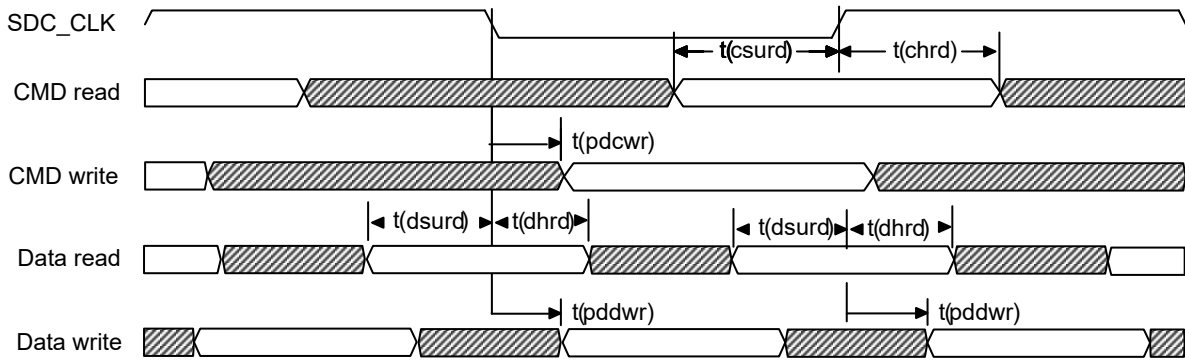 SDC_CLK
t(csurd) t(chrd)
CMD read
t(pdcwr)
CMD write
t(dsurd) t(dhrd) t(dsurd) t(dhrd)
Data read
t(pddwr) t(pddwr)
Data write